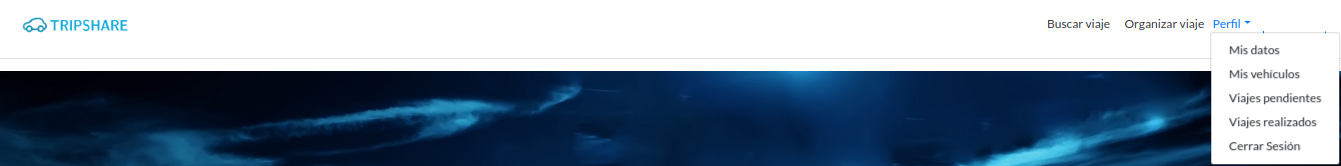 TRIPSHARE
Buscar viaje Organizar viaje Perfil
Mis datos
Mis vehículos
Viajes pendientes
Viajes realizados
Cerrar Sesión